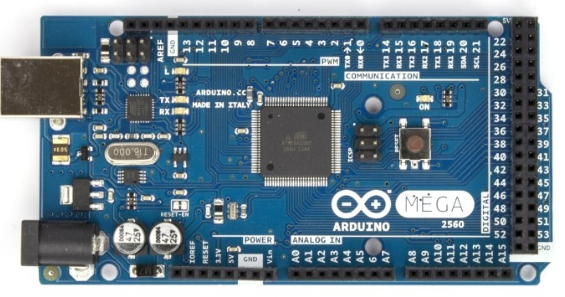 5V
AREF
GND
13
12
11
10
9
8
7
6
5
4
3
2
TX0→1
RX0←0
TX3 14
RX3 15
TX2 16
RX2 17
TX1 18
RX1 19
SDA 20
SCL 21
PWM
COMMUNICATION
L
TX
RX
ARDUINO.CC
MADE IN ITALY
ON
ICSP
RESET
T16.000
RESET-EN
47
25V
47
25V
ARDUINO
MEGA
2560
22
24
26
28
30 31
32 33
34 35
36 37
38 39
40 41
42 43
44 45
46 47
48 49
50 51
52 53
GND
DIGITAL
POWER
ANALOG IN
IOREF
RESET
3.3V
5V
GND
Vin
A0
A1
A2
A3
A4
A5
6
A7
A8
A9
A10
A11
A12
A13
A14
A15